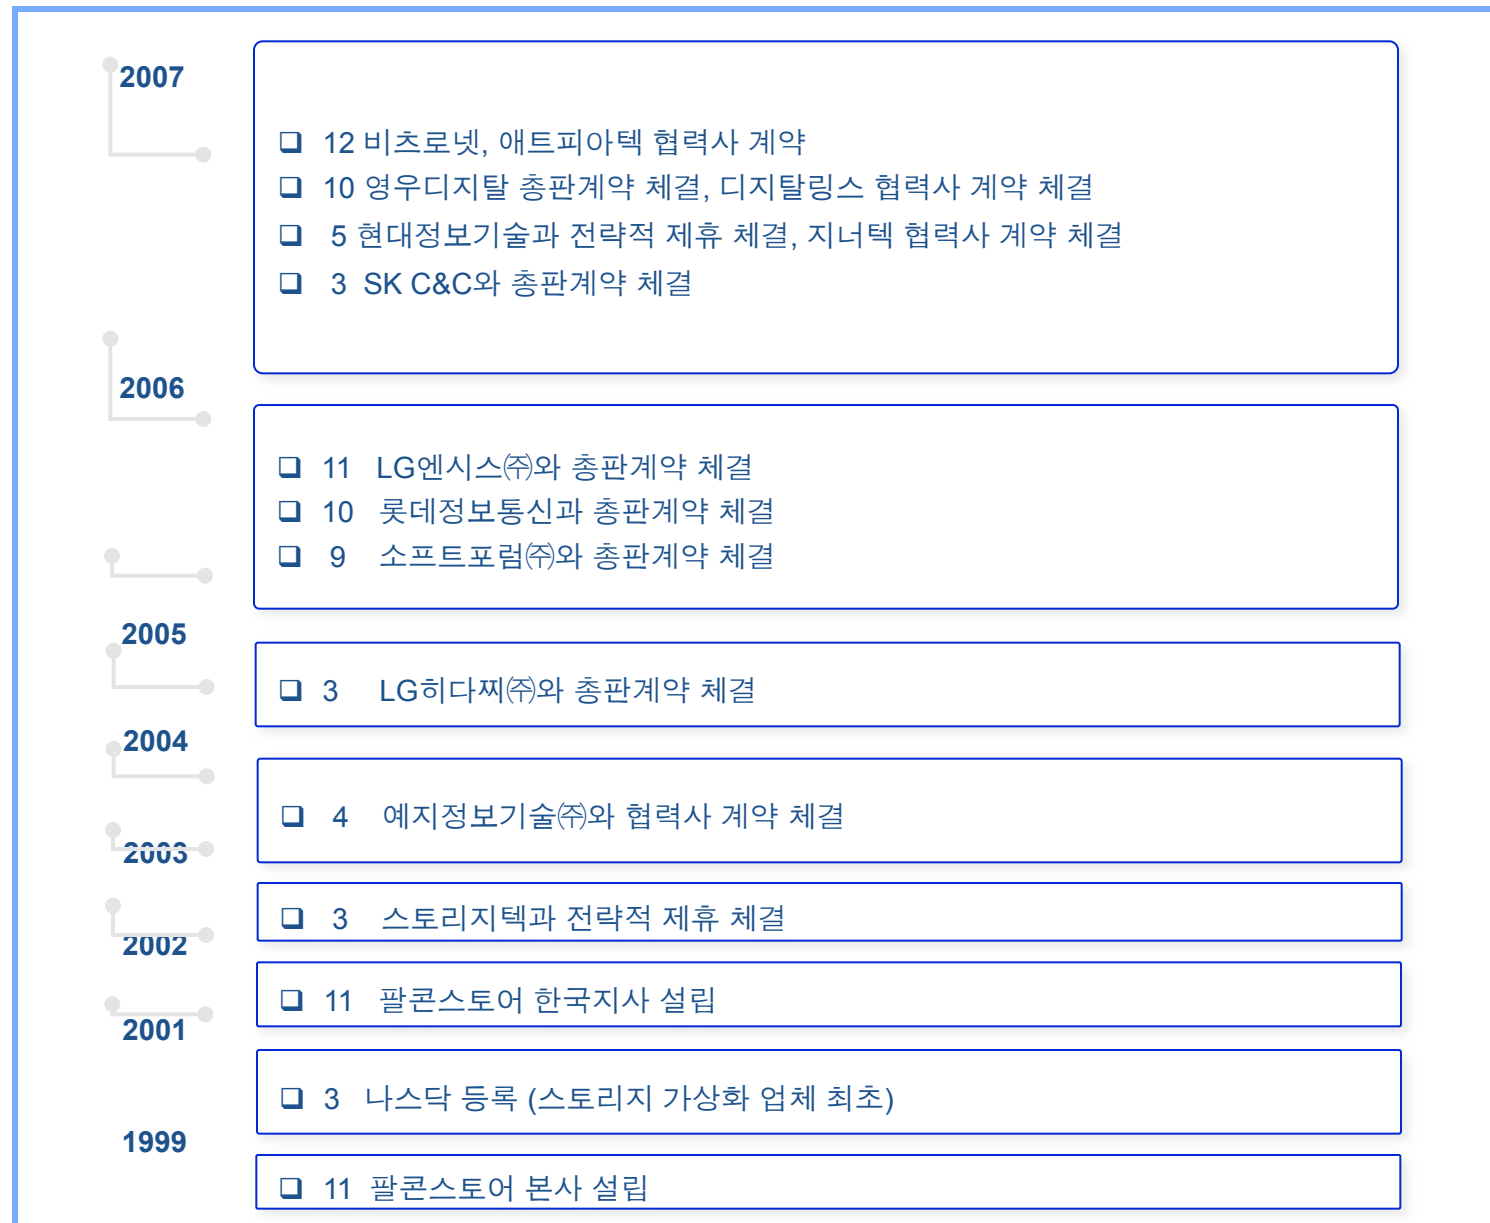 2007
❑ 12 비츠로넷, 애트피아텍 협력사 계약
❑ 10 영우디지탈 총판계약 체결, 디지탈링스 협력사 계약 체결
❑ 5 현대정보기술과 전략적 제휴 체결, 지너텍 협력사 계약 체결
❑ 3 SK C&C와 총판계약 체결
2006
❑ 11 LG엔시스㈜와 총판계약 체결
❑ 10 롯데정보통신과 총판계약 체결
❑ 9 소프트포럼㈜와 총판계약 체결
2005
❑ 3 LG히다찌㈜와 총판계약 체결
2004
❑ 4 예지정보기술㈜와 협력사 계약 체결
2003
❑ 3 스토리지텍과 전략적 제휴 체결
2002
❑ 11 팔콘스토어 한국지사 설립
2001
❑ 3 나스닥 등록 (스토리지 가상화 업체 최초)
1999
❑ 11 팔콘스토어 본사 설립